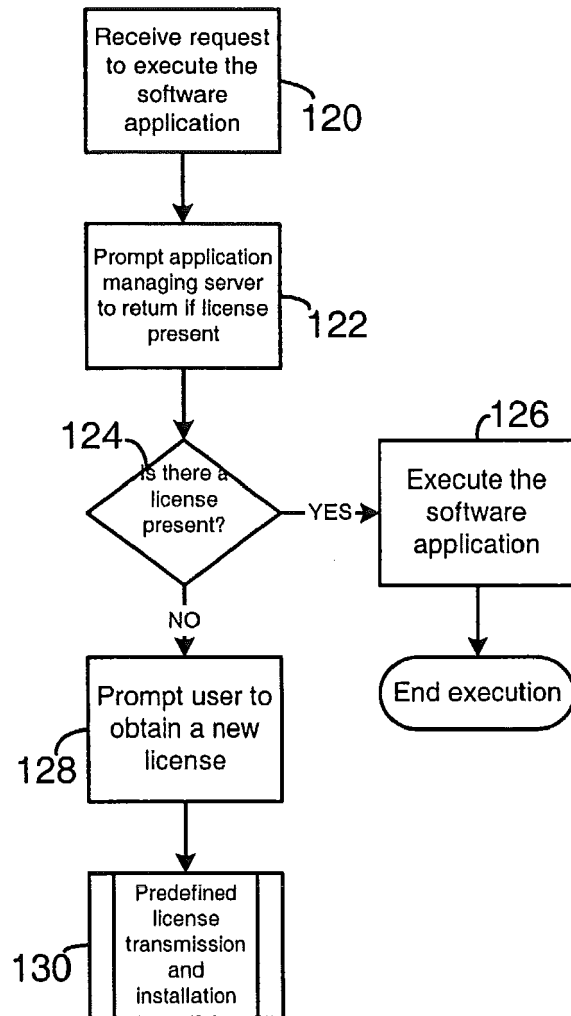 Receive request
to execute the
software
application
120
Prompt application
managing server
to return if license
present
122
124
Is there a
license
present?
YES
126
Execute the
software
application
End execution
NO
Prompt user to
obtain a new
license
128
Predefined
license
transmission
and
installation
130